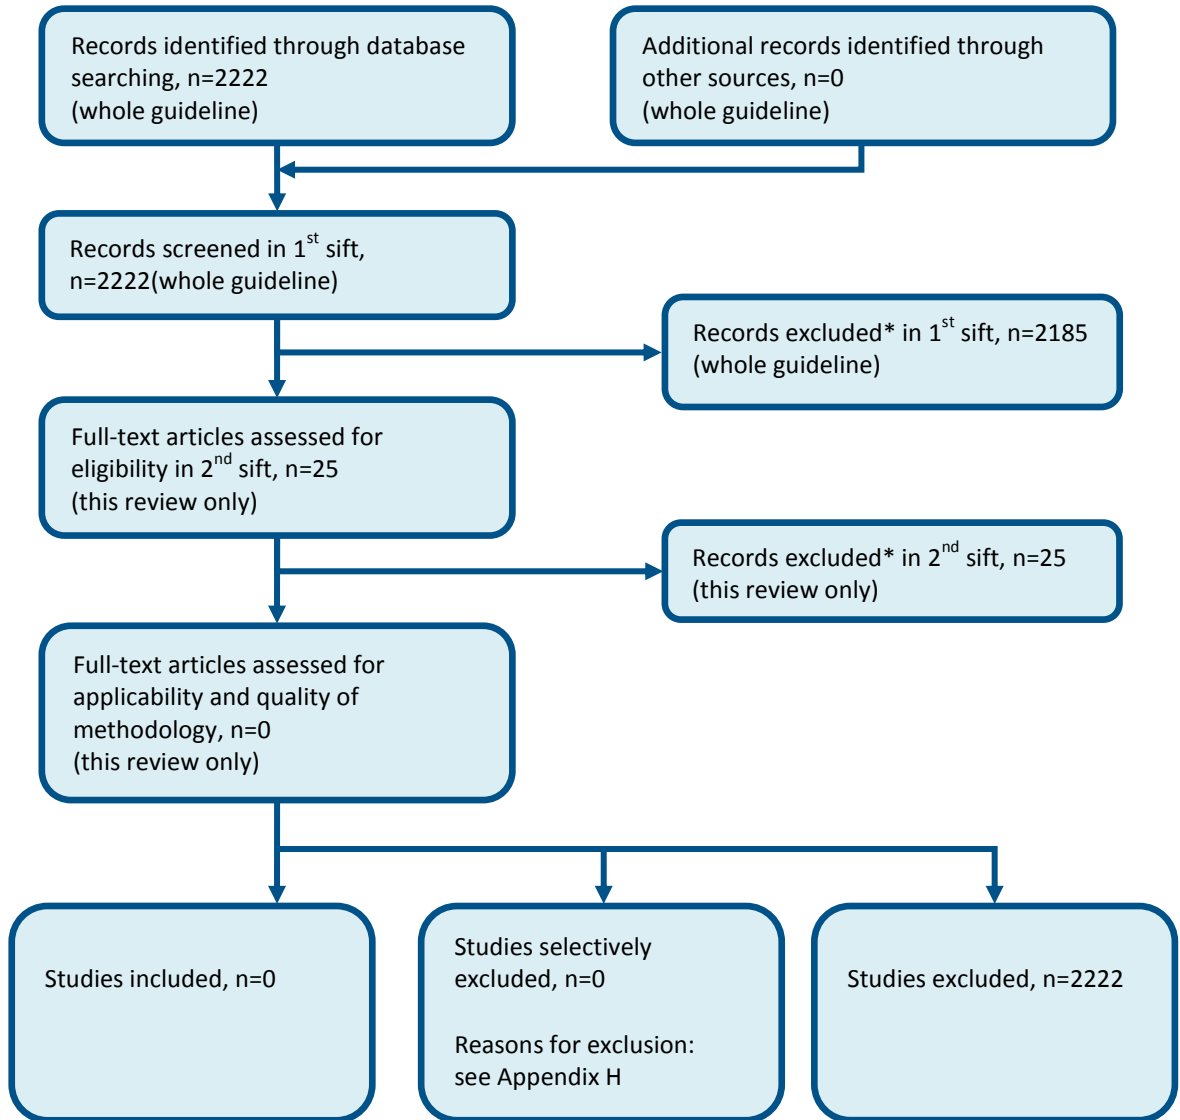 Records identified through database
searching, n=2222
(whole guideline)
Additional records identified through
other sources, n=0
(whole guideline)
Records screened in 1st sift,
n=2222(whole guideline)
Records excluded* in 1st sift, n=2185
(whole guideline)
Full-text articles assessed for
eligibility in 2nd sift, n=25
(this review only)
Records excluded* in 2nd sift, n=25
(this review only)
Full-text articles assessed for
applicability and quality of
methodology, n=0
(this review only)
Studies included, n=0
Studies selectively
excluded, n=0
Reasons for exclusion:
see Appendix H
Studies excluded, n=2222